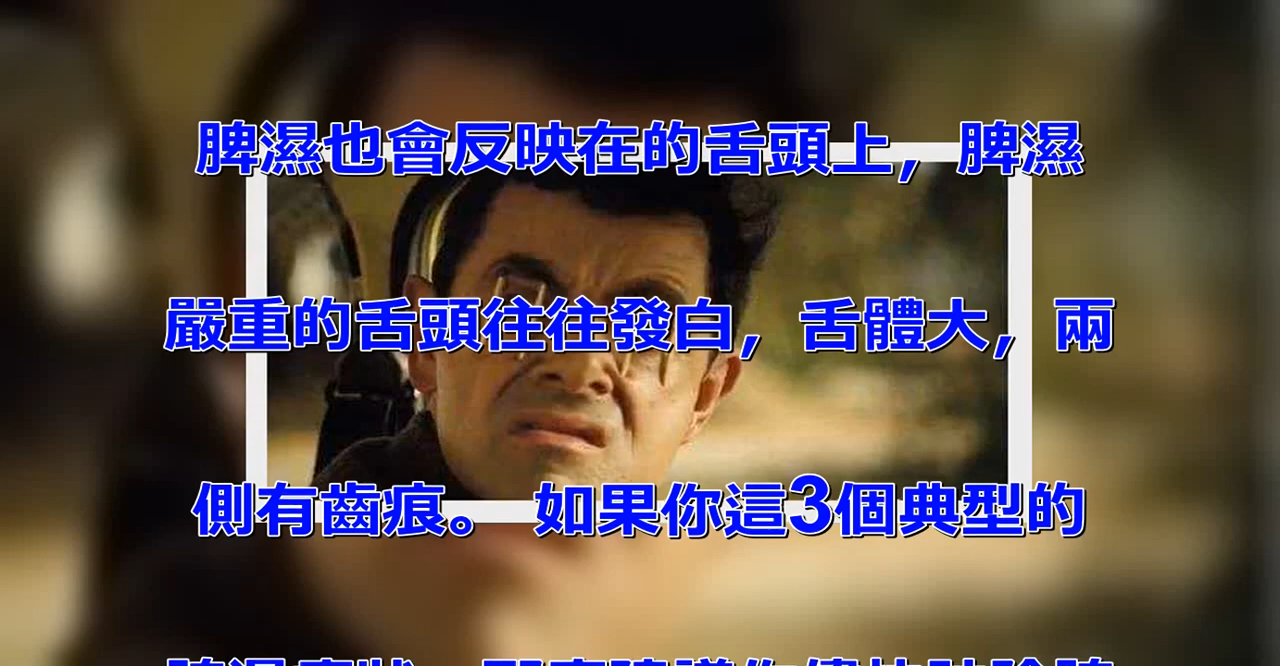 脾濕也會反映在的舌頭上，脾濕
嚴重的舌頭往往發白，舌體大，兩
側有齒痕。 如果你這3個典型的